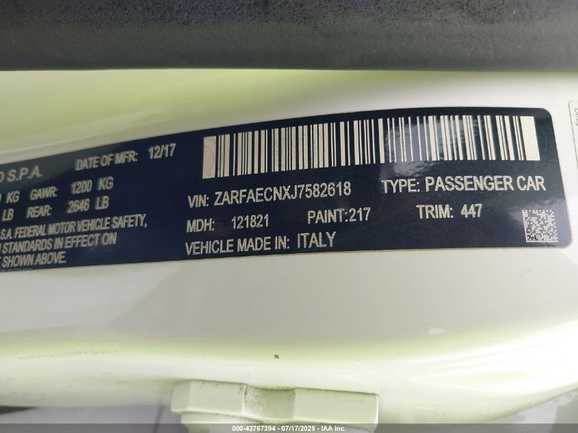 O S.P.A. DATE OF MFR: 12/17
KG GAWR: 1200 KG
LB REAR: 2646 LB
S.A. FEDERAL MOTOR VEHICLE SAFETY,
STANDARDS IN EFFECT ON
SHOWN ABOVE.
VIN: ZARFAECNXJ7582618 TYPE: PASSENGER CAR
MDH: 121821 PAINT:217 TRIM: 447
VEHICLE MADE IN: ITALY
000-42767394 - 07/17/2025 - IAA Inc.